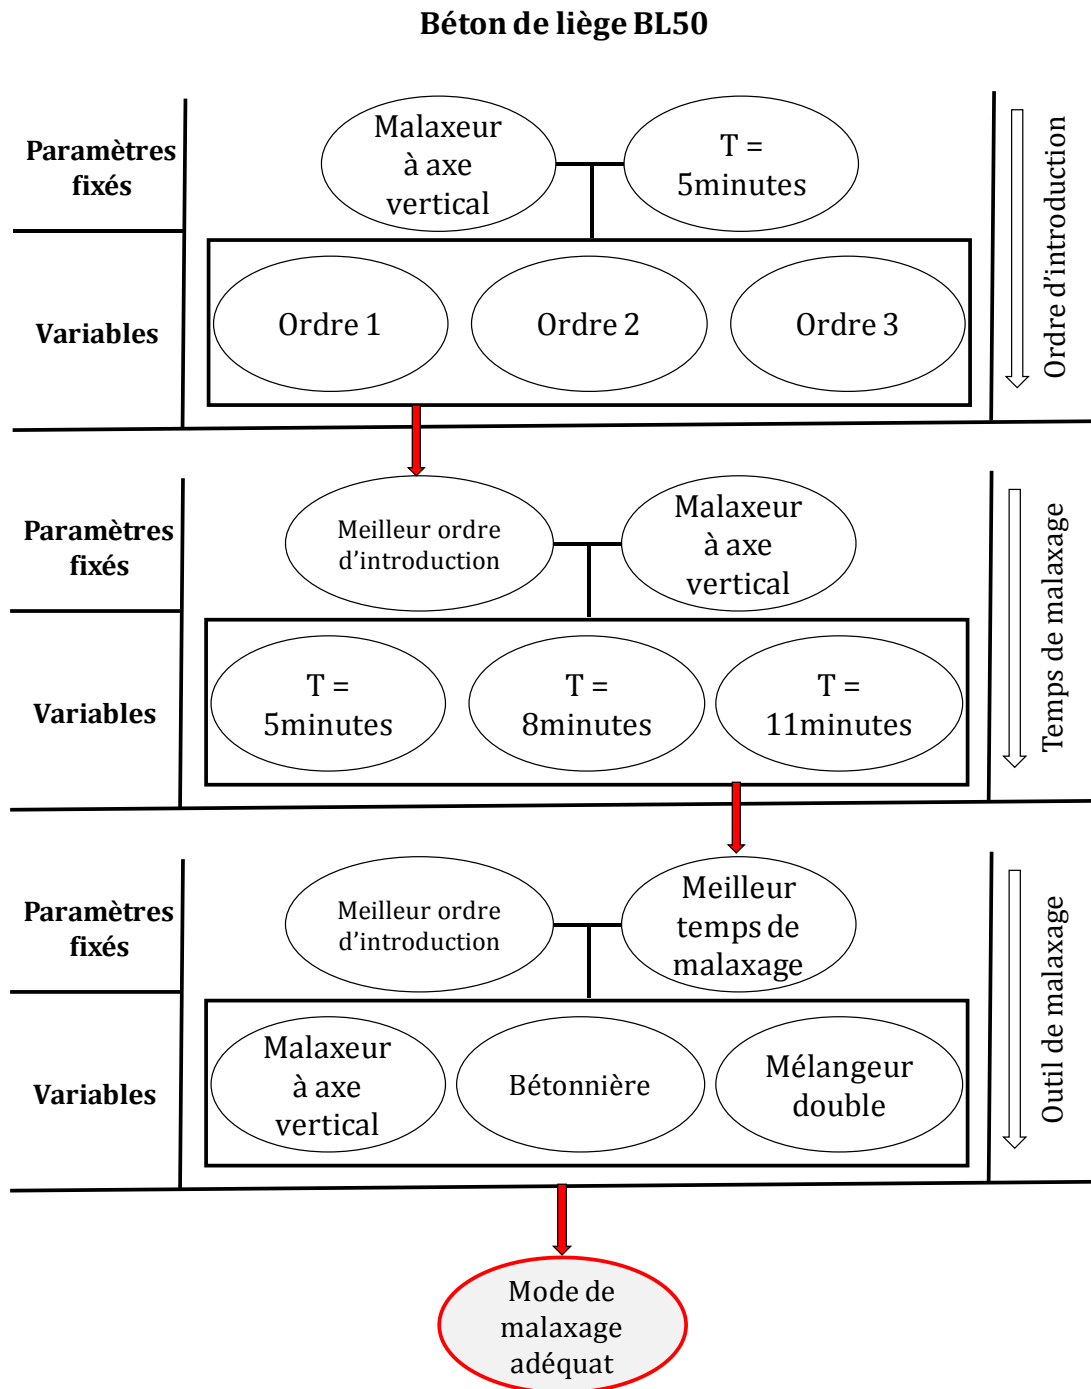 Béton de liège BL50
Paramètres
fixés
Malaxeur
à axe
vertical
T =
5minutes
Variables
Ordre 1
Ordre 2
Ordre 3
Ordre d'introduction
Paramètres
fixés
Meilleur ordre
d'introduction
Malaxeur
à axe
vertical
Variables
T =
5minutes
T =
8minutes
T =
11minutes
Temps de malaxage
Paramètres
fixés
Meilleur ordre
d'introduction
Meilleur
temps de
malaxage
Variables
Malaxeur
à axe
vertical
Bétonnière
Mélangeur
double
Outil de malaxage
Mode de
malaxage
adéquat